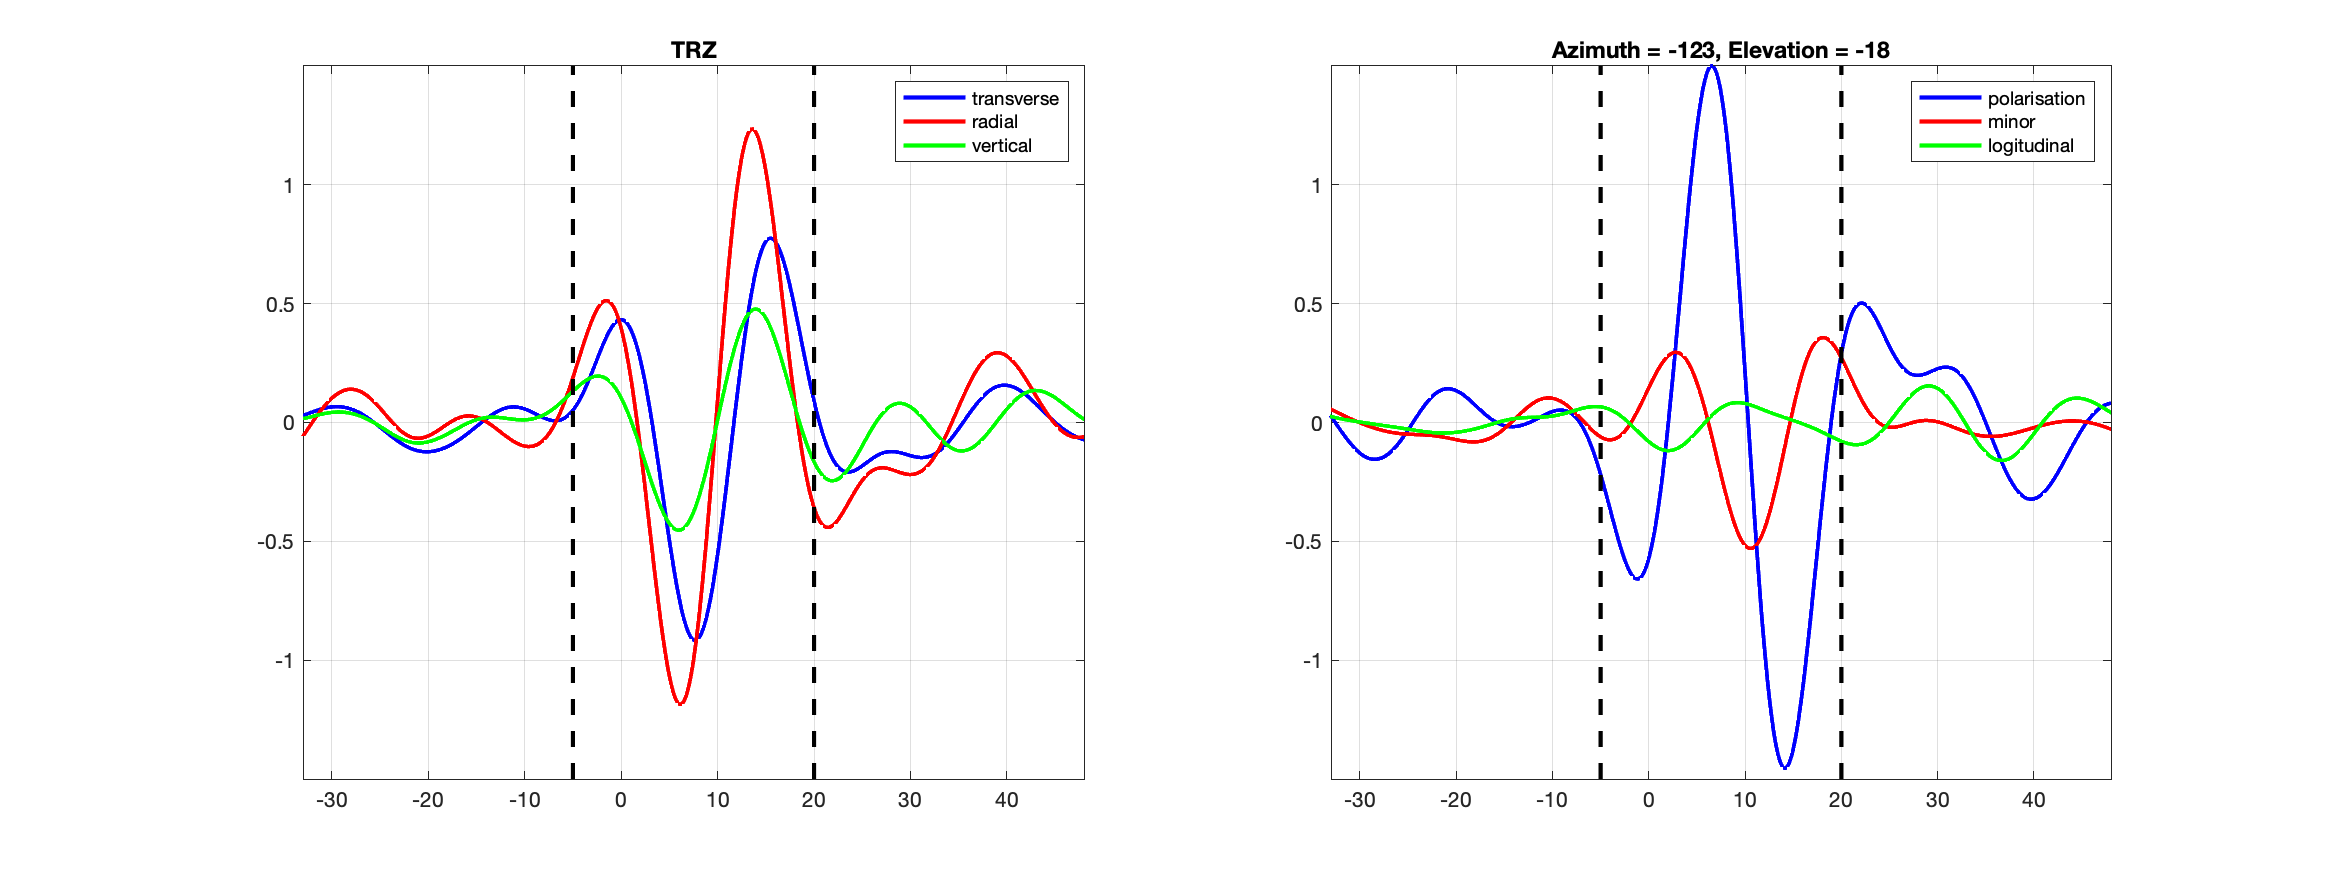 TRZ
transverse
radial
vertical
1
0.5
0
-0.5
-1
-30 -20 -10 0 10 20 30 40
Azimuth = -123, Elevation = -18
polarisation
minor
logitudinal
1
0.5
0
-0.5
-1
-30 -20 -10 0 10 20 30 40